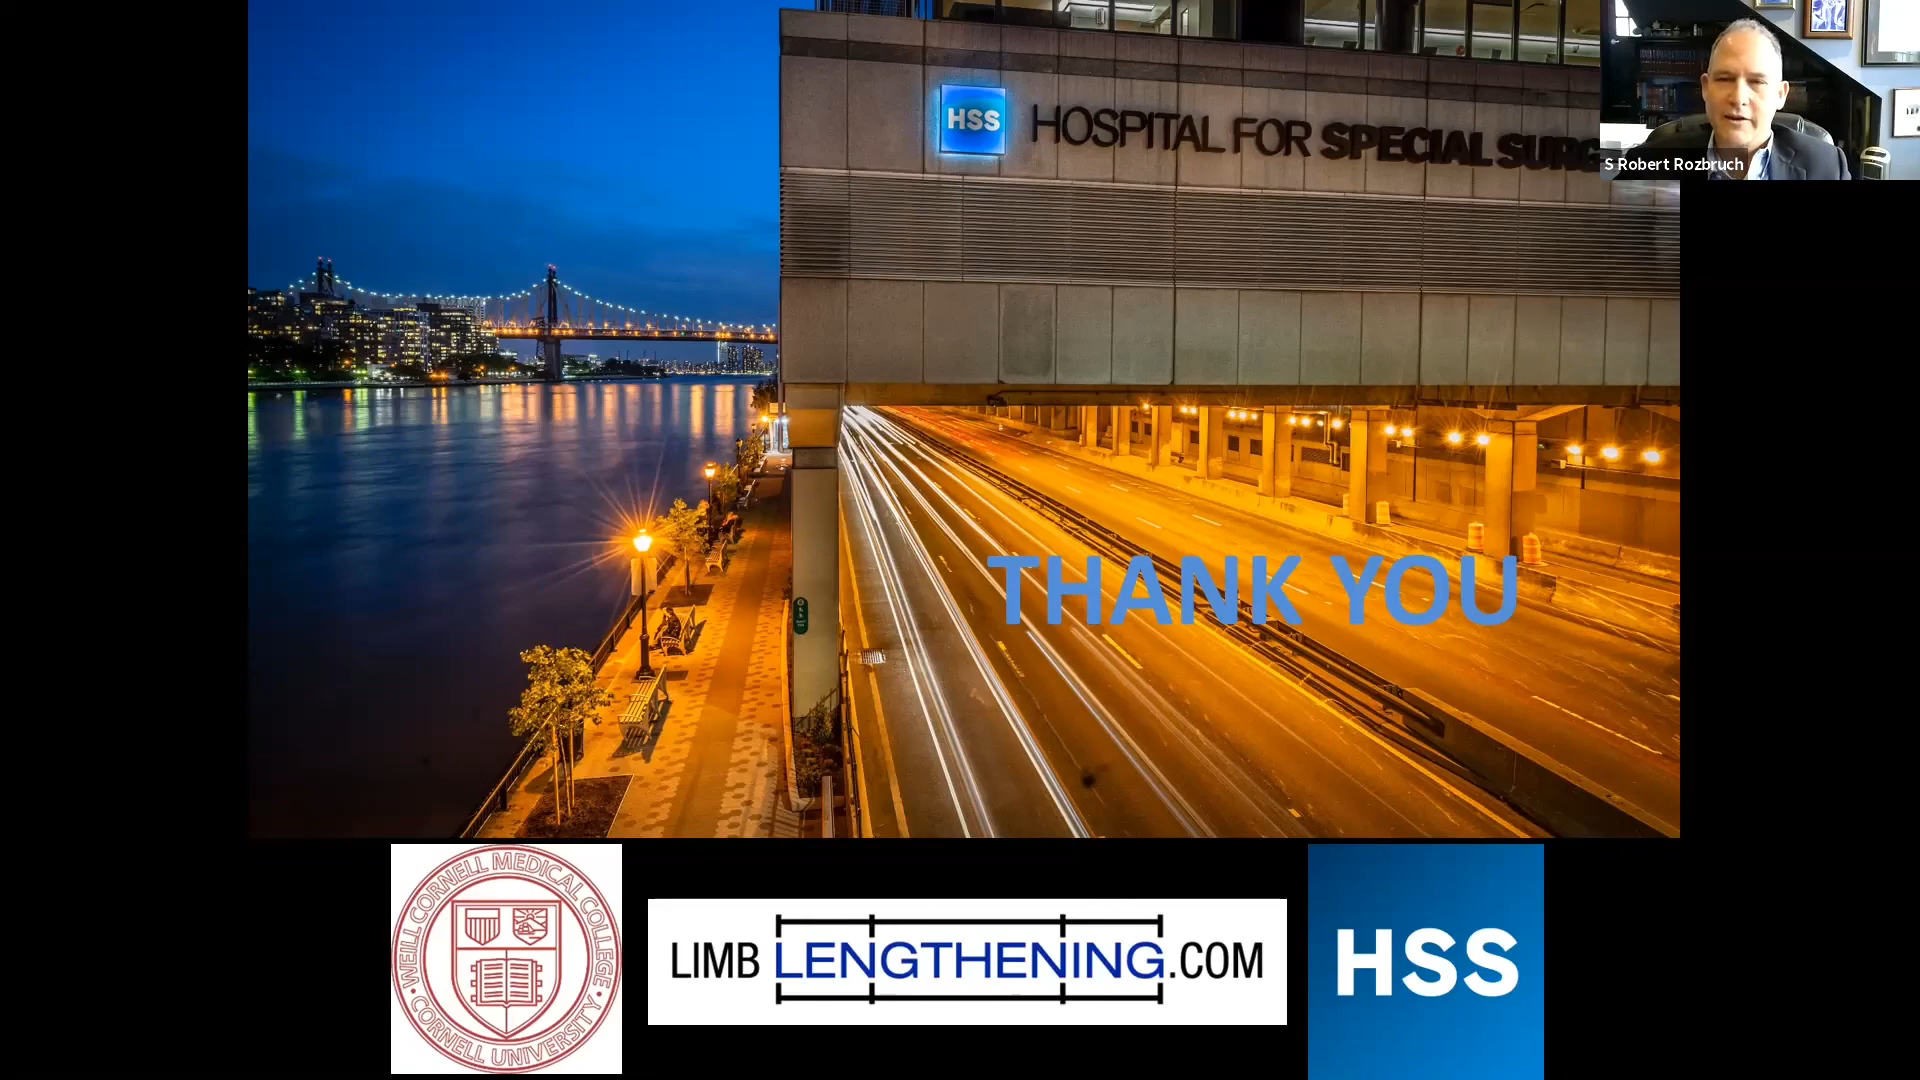 HSS HOSPITAL FOR SPECIAL SURG
S Robert Rozbruch
THANK YOU
WEILL CORNELL MEDICAL COLLEGE
CORNELL UNIVERSITY
LIMB LENGTHENING.COM
HSS